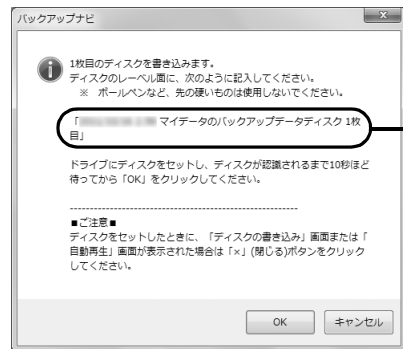 バックアップナビ
1枚目のディスクを書き込みます。
ディスクのレーベル面に、次のように記入してください。
※ ボールペンなど、先の硬いものは使用しないでください。
「 マイデータのバックアップデータディスク 1枚
目」
ドライブにディスクをセットし、ディスクが認識されるまで10秒ほど
待ってから「OK」をクリックしてください。
-----------------------------------------------------
■ご注意■
ディスクをセットしたときに、「ディスクの書き込み」画面または「
自動再生」画面が表示された場合は「×」(閉じる)ボタンをクリック
してください。
OK キャンセル